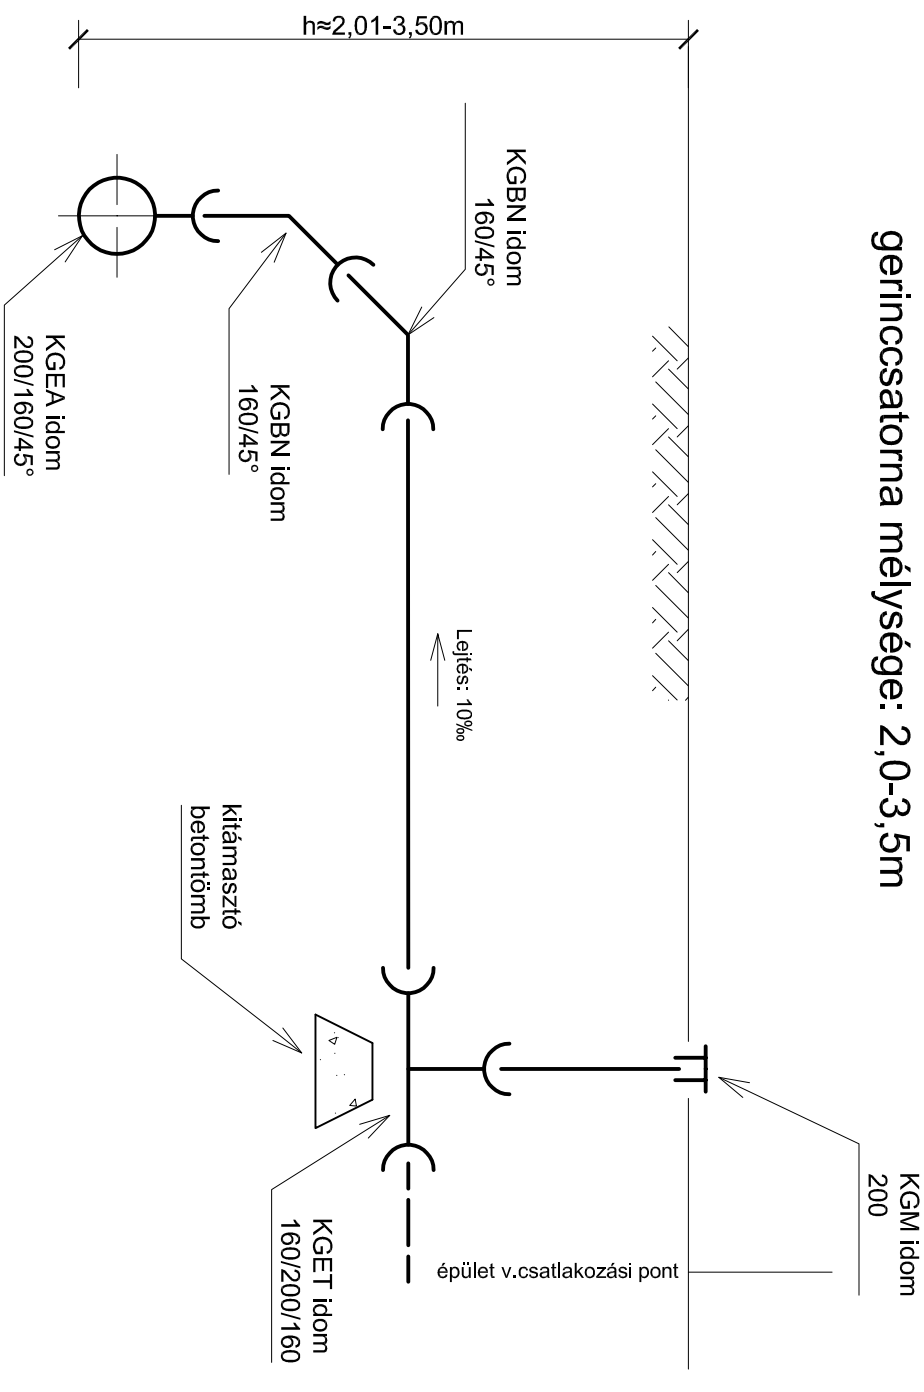 gerinccsatorna mélysége: 2,0-3,5m
h≈2,01-3,50m
KGBN idom
160/45°
KGBN idom
160/45°
KGEA idom
200/160/45°
Lejtés: 10‰
kitámasztó
betontömb
KGM idom
200
épület v.csatlakozási pont
KGET idom
160/200/160